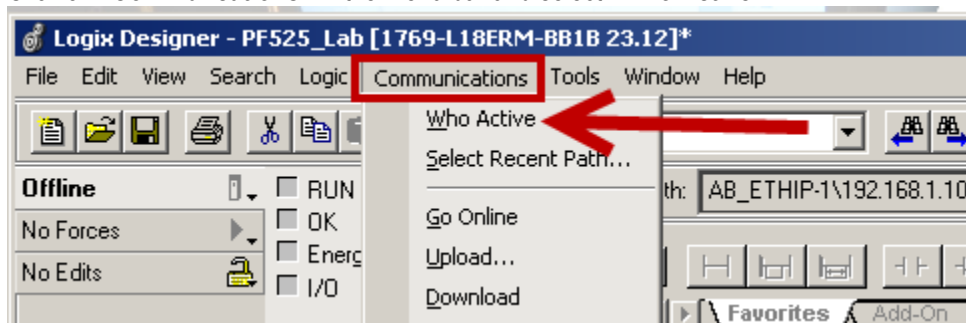 Logix Designer - PF525_Lab [1769-L18ERM-BB1B 23.12]*
File Edit View Search Logic Communications Tools Window Help
Who Active
Select Recent Path...
Offline
RUN
th: AB_ETHIP-1\192.168.1.10
No Forces
OK
Go Online
Energ
Upload...
No Edits
I/O
Download
Favorites Add-On